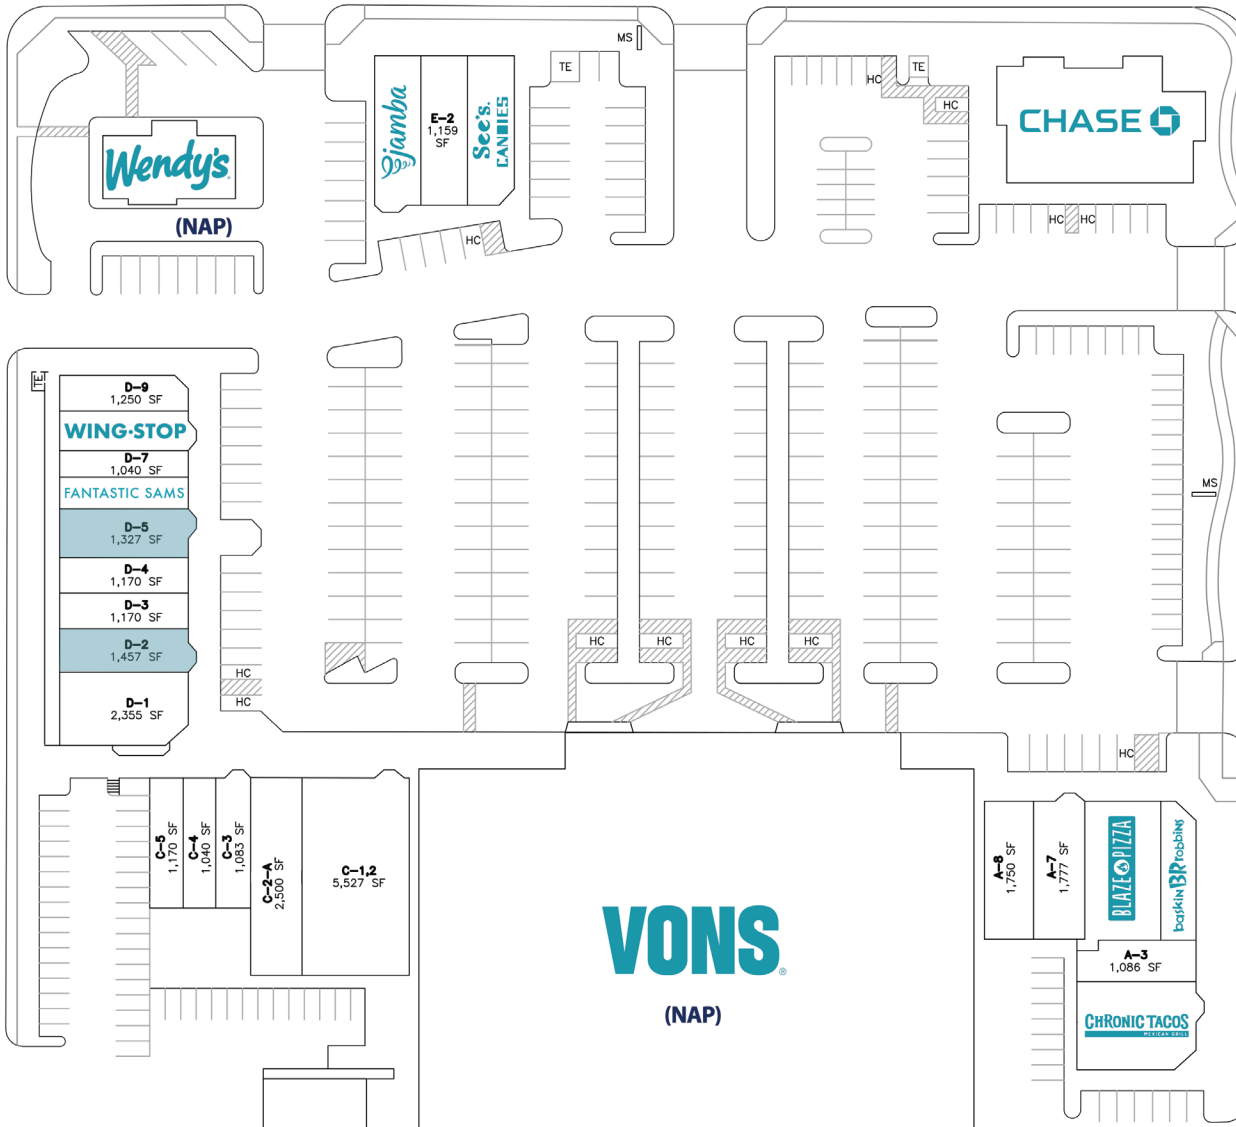 MS
TE
HC
TE
HC
jamba
E-2
1,159
SF
See's.
CANDIES
CHASE
Wendy's
(NAP)
HC
HC
HC
TE
D-9
1,250 SF
WING·STOP
D-7
1,040 SF
FANTASTIC SAMS
D-5
1,327 SF
D-4
1,170 SF
D-3
1,170 SF
D-2
1,457 SF
D-1
2,355 SF
MS
HC
HC
HC
HC
HC
HC
HC
C-5
1,170 SF
C-4
1,040 SF
C-3
1,083 SF
C-2-A
2,500 SF
C-1,2
5,527 SF
VONS®
(NAP)
A-8
1,750 SF
A-7
1,777 SF
BLAZE PIZZA
baskin BR robbins
A-3
1,086 SF
CHRONIC TACOS
MEXICAN GRILL